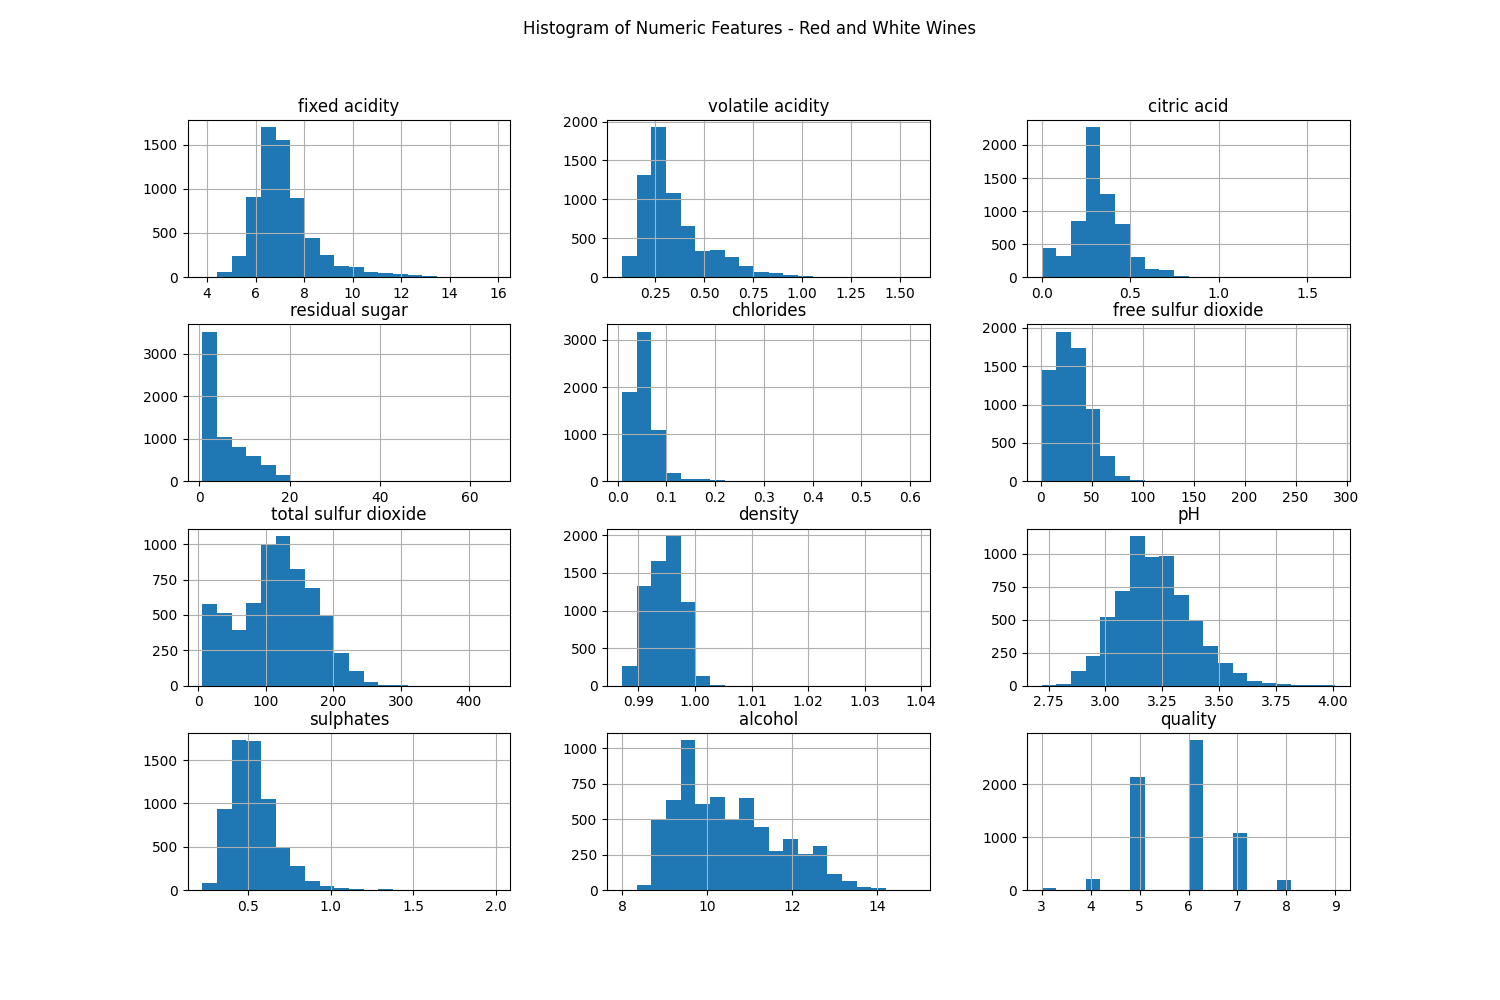 Histogram of Numeric Features - Red and White Wines
fixed acidity
1500
1000
500
0
4 6 8 10 12 14 16
volatile acidity
2000
1500
1000
500
0
0.25 0.50 0.75 1.00 1.25 1.50
citric acid
2000
1500
1000
500
0
0.0 0.5 1.0 1.5
residual sugar
3000
2000
1000
0
0 20 40 60
chlorides
3000
2000
1000
0
0.0 0.1 0.2 0.3 0.4 0.5 0.6
free sulfur dioxide
2000
1500
1000
500
0
0 50 100 150 200 250 300
total sulfur dioxide
1000
750
500
250
0
0 100 200 300 400
density
2000
1500
1000
500
0
0.99 1.00 1.01 1.02 1.03 1.04
pH
1000
750
500
250
0
2.75 3.00 3.25 3.50 3.75 4.00
sulphates
1500
1000
500
0
0.5 1.0 1.5 2.0
alcohol
1000
750
500
250
0
8 10 12 14
quality
2000
1000
0
3 4 5 6 7 8 9